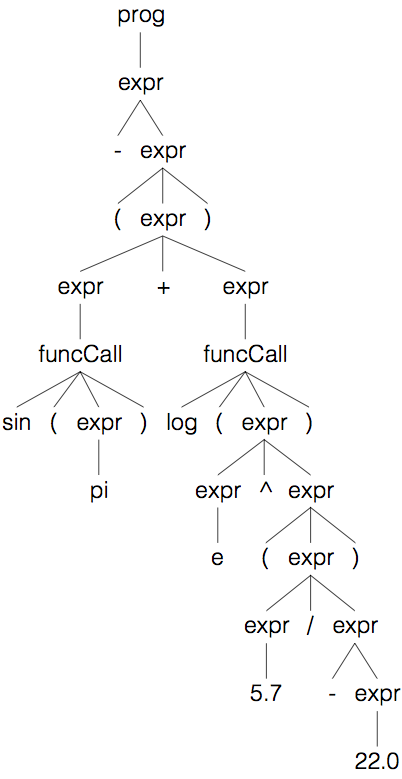 prog
expr
- expr
( expr )
expr + expr
funcCall funcCall
sin ( expr ) log ( expr )
pi expr ^ expr
e ( expr )
expr / expr
5.7 - expr
22.0